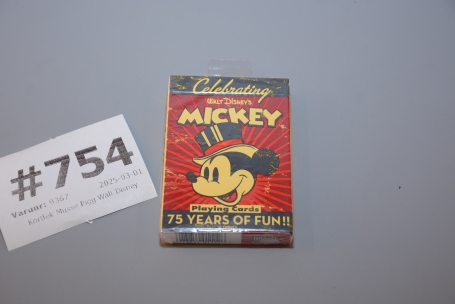 #754
Varunr: 9367 2025-03-01
Kortlek Musse Pigg Walt Disney
Celebrating
WALT DISNEY'S
MICKEY
Playing Cards
75 YEARS OF FUN!!